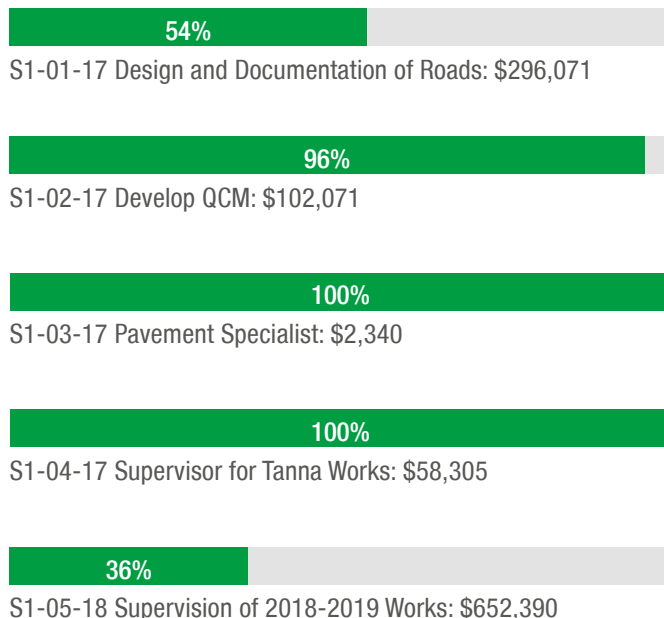 54%
S1-01-17 Design and Documentation of Roads: $296,071
96%
S1-02-17 Develop QCM: $102,071
100%
S1-03-17 Pavement Specialist: $2,340
100%
S1-04-17 Supervisor for Tanna Works: $58,305
36%
S1-05-18 Supervision of 2018-2019 Works: $652,390